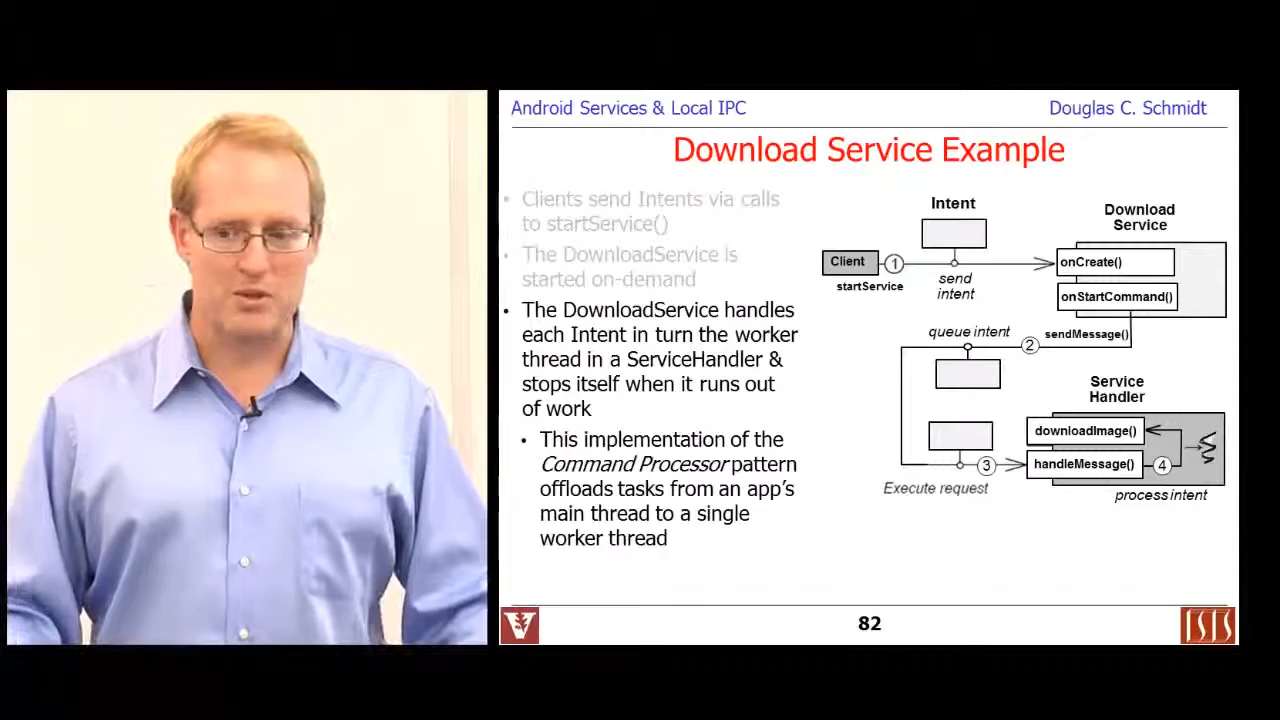 Android Services & Local IPC
Douglas C. Schmidt
Download Service Example
• Clients send Intents via calls
to startService()
• The DownloadService is
started on-demand
• The DownloadService handles
each Intent in turn the worker
thread in a ServiceHandler &
stops itself when it runs out
of work
• This implementation of the
Command Processor pattern
offloads tasks from an app's
main thread to a single
worker thread
Intent
Download
Service
Client
1
onCreate()
startService
send
intent
onStartCommand()
queue intent
2
sendMessage()
Service
Handler
downloadImage()
3
handleMessage()
4
Execute request
process intent
V
82
ISIS